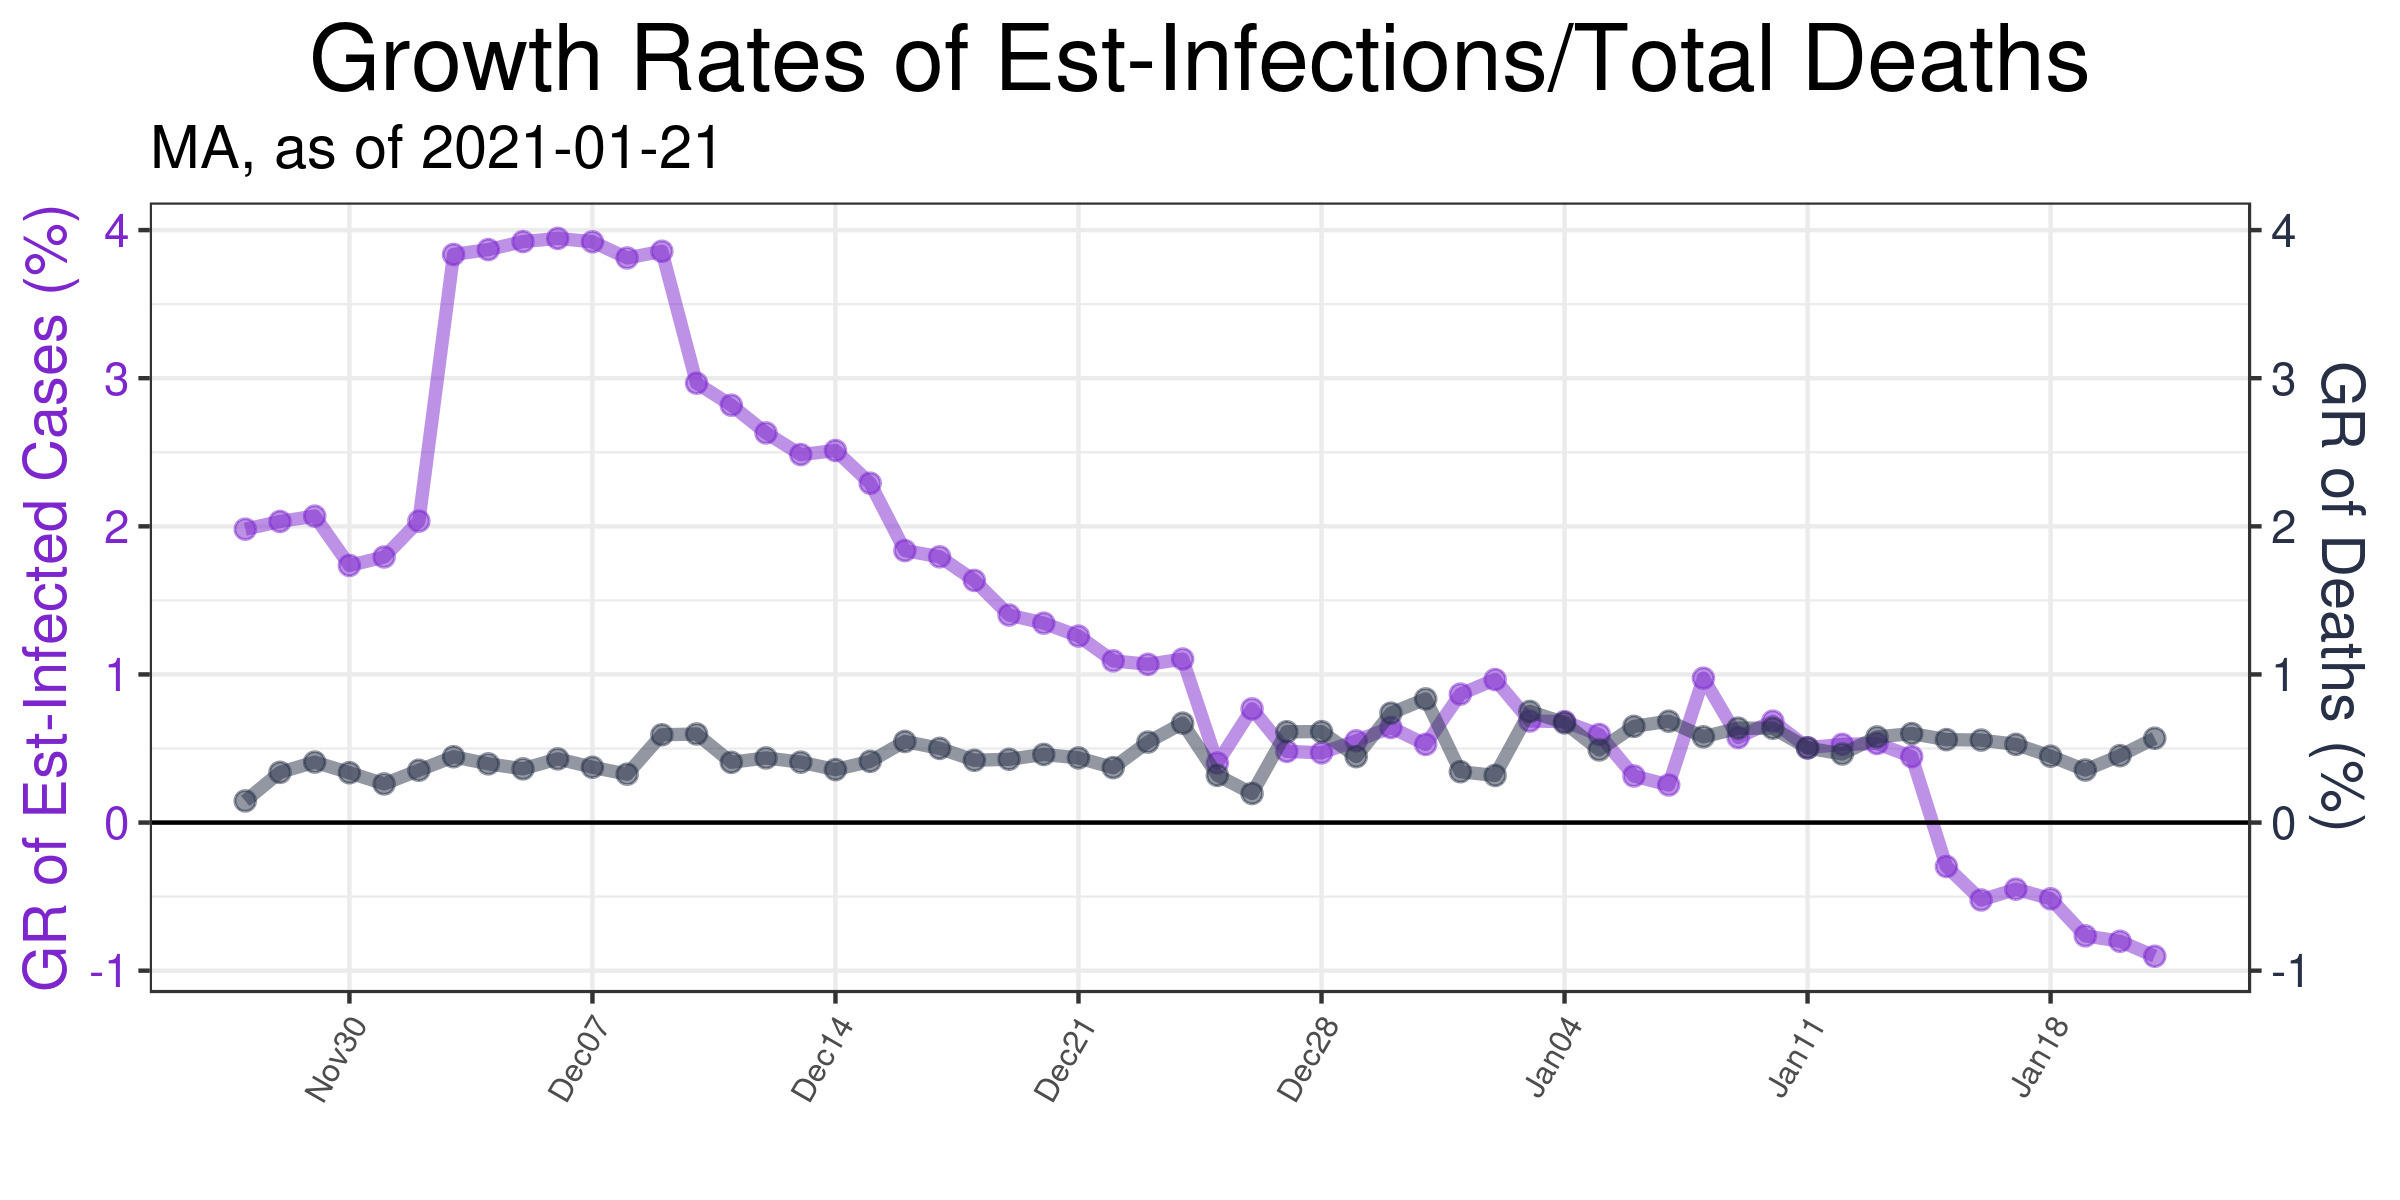 Growth Rates of Est-Infections/Total Deaths
MA, as of 2021-01-21
GR of Est-Infected Cases (%)
4
3
2
1
0
-1
4
3
2
1
0
-1
GR of Deaths (%)
Nov30
Dec07
Dec14
Dec21
Dec28
Jan04
Jan11
Jan18